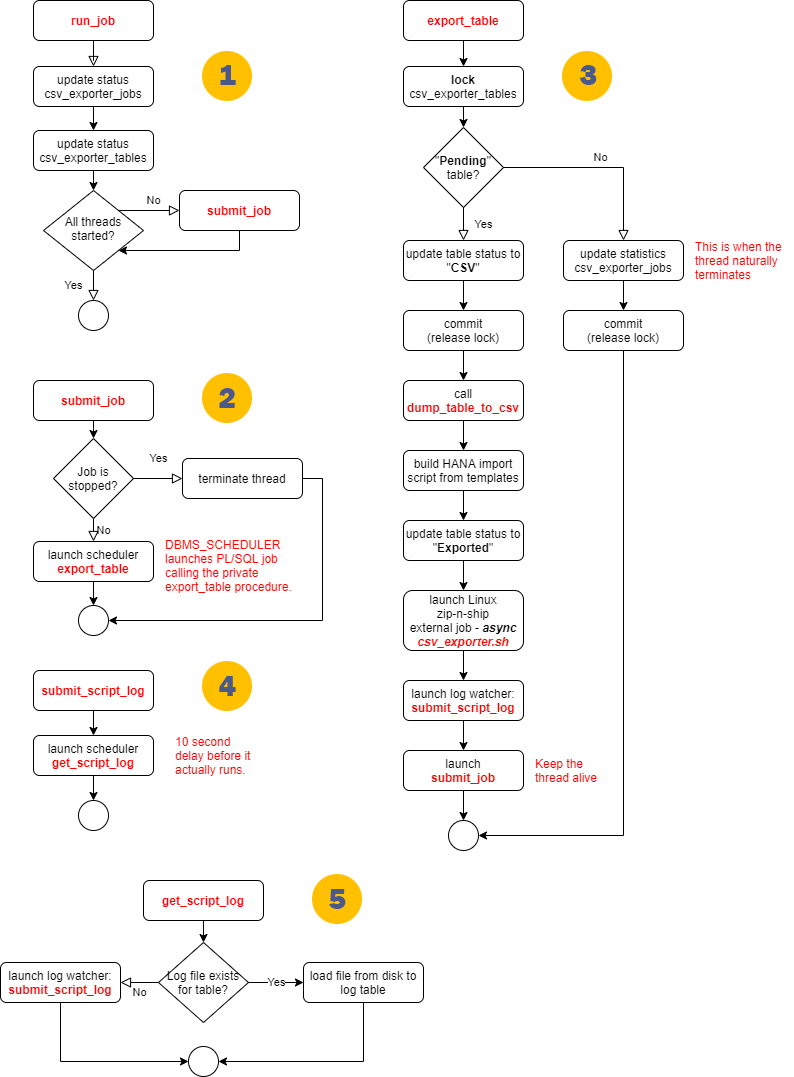 run_job
1
update status
csv_exporter_jobs
update status
csv_exporter_tables
All threads
started?
No
submit_job
Yes
submit_job
2
Job is
stopped?
Yes
terminate thread
No
launch scheduler
export_table
DBMS_SCHEDULER
launches PL/SQL job
calling the private
export_table procedure.
export_table
3
lock
csv_exporter_tables
"Pending"
table?
No
Yes
update table status to
"CSV"
update statistics
csv_exporter_jobs
This is when the
thread naturally
terminates
commit
(release lock)
commit
(release lock)
call
dump_table_to_csv
build HANA import
script from templates
update table status to
"Exported"
launch Linux
zip-n-ship
external job - async
csv_exporter.sh
launch log watcher:
submit_script_log
launch
submit_job
Keep the
thread alive
submit_script_log
4
launch scheduler
get_script_log
10 second
delay before it
actually runs.
get_script_log
5
Log file exists
for table?
No
launch log watcher:
submit_script_log
Yes
load file from disk to
log table